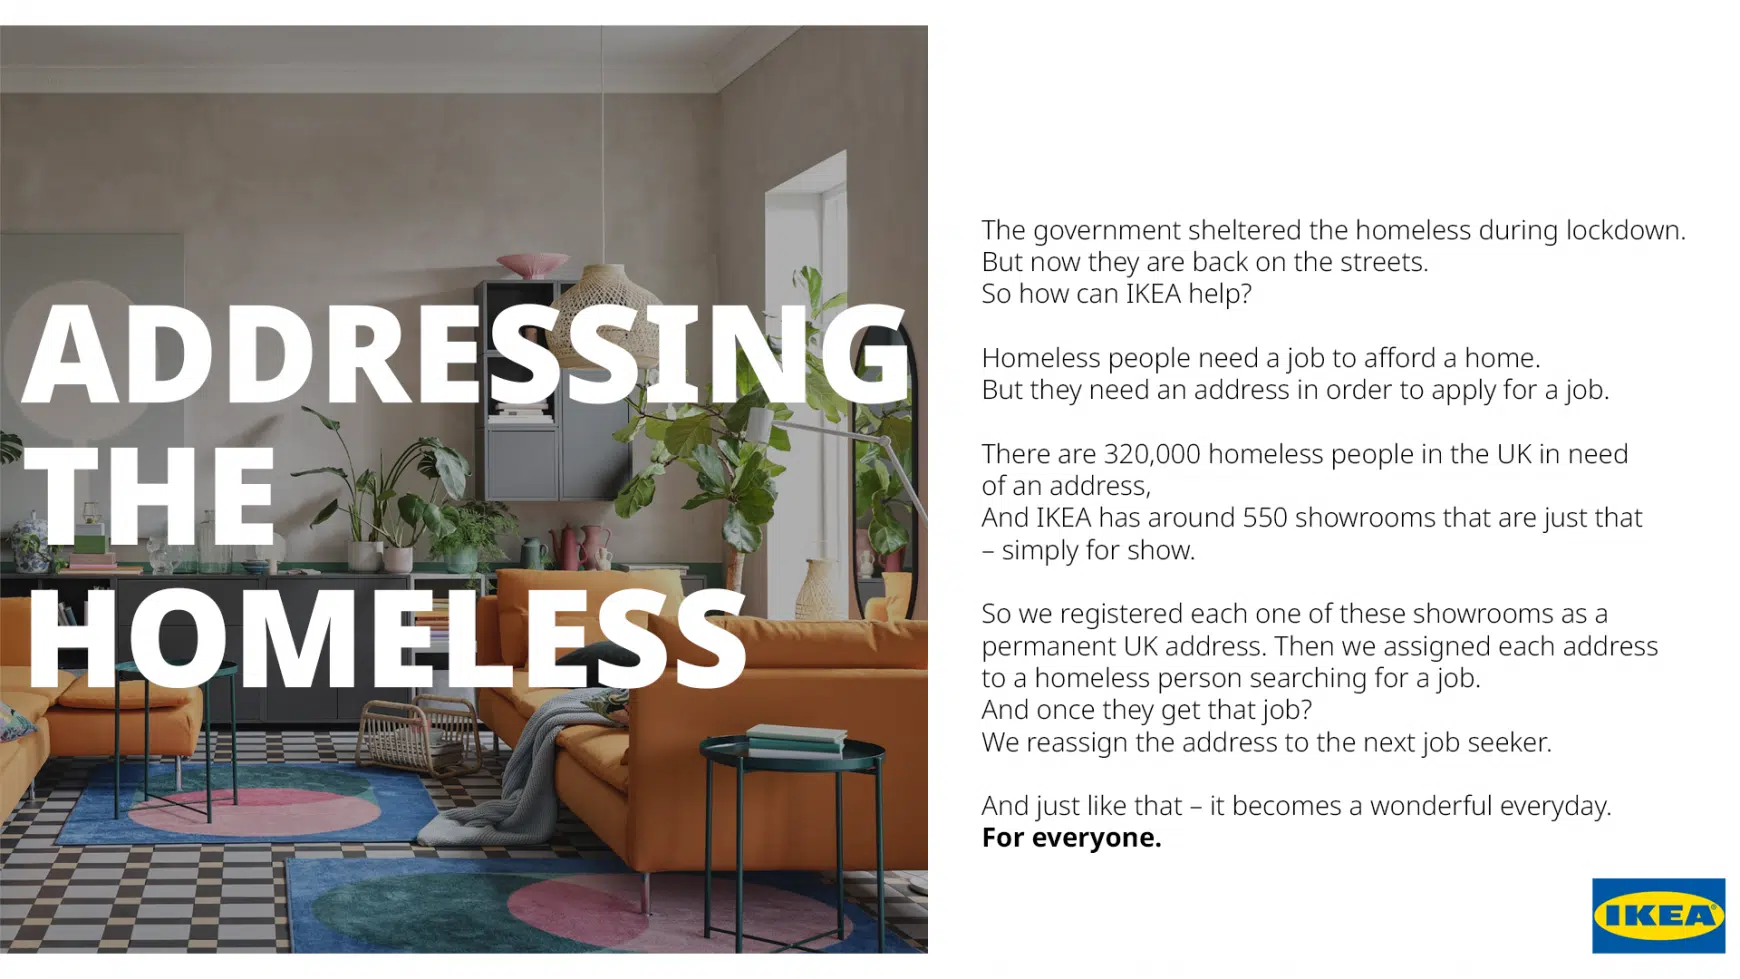 ADDRESSING
THE
HOMELESS
The government sheltered the homeless during lockdown.
But now they are back on the streets.
So how can IKEA help?
Homeless people need a job to afford a home.
But they need an address in order to apply for a job.
There are 320,000 homeless people in the UK in need
of an address,
And IKEA has around 550 showrooms that are just that
– simply for show.
So we registered each one of these showrooms as a
permanent UK address. Then we assigned each address
to a homeless person searching for a job.
And once they get that job?
We reassign the address to the next job seeker.
And just like that – it becomes a wonderful everyday.
For everyone.
IKEA®